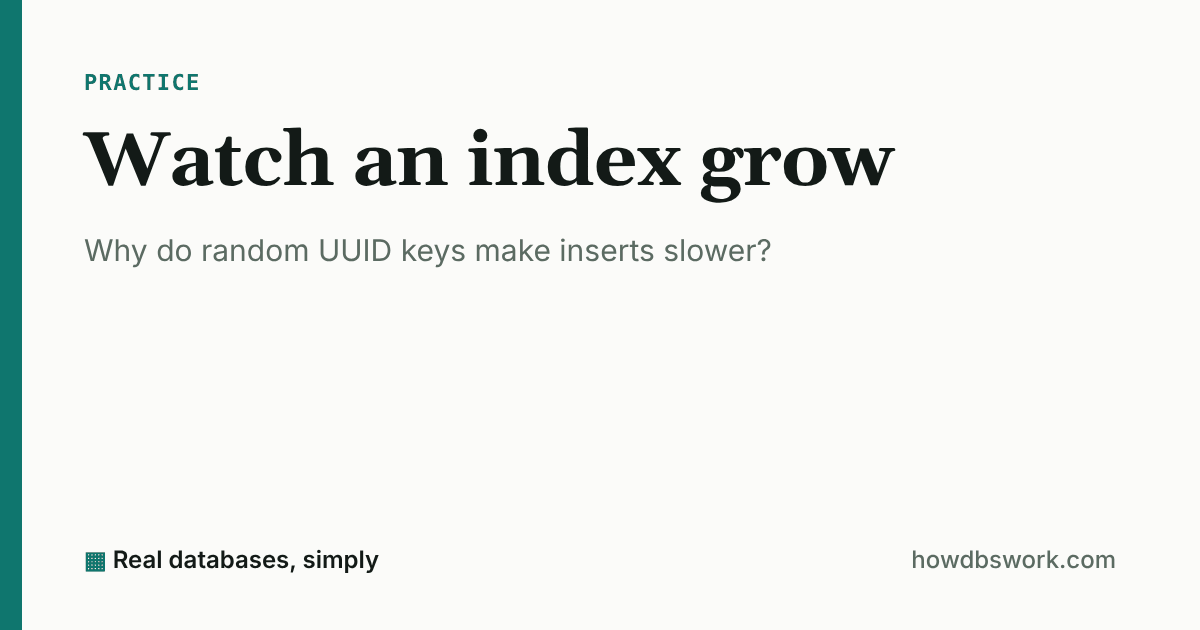 PRACTICE
Watch an index grow
Why do random UUID keys make inserts slower?
Real databases, simply
howdbswork.com